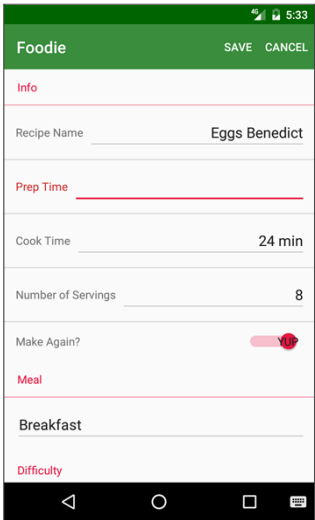 4G 5:33
Foodie SAVE CANCEL
Info
Recipe Name Eggs Benedict
Prep Time
Cook Time 24 min
Number of Servings 8
Make Again? YUP
Meal
Breakfast
Difficulty